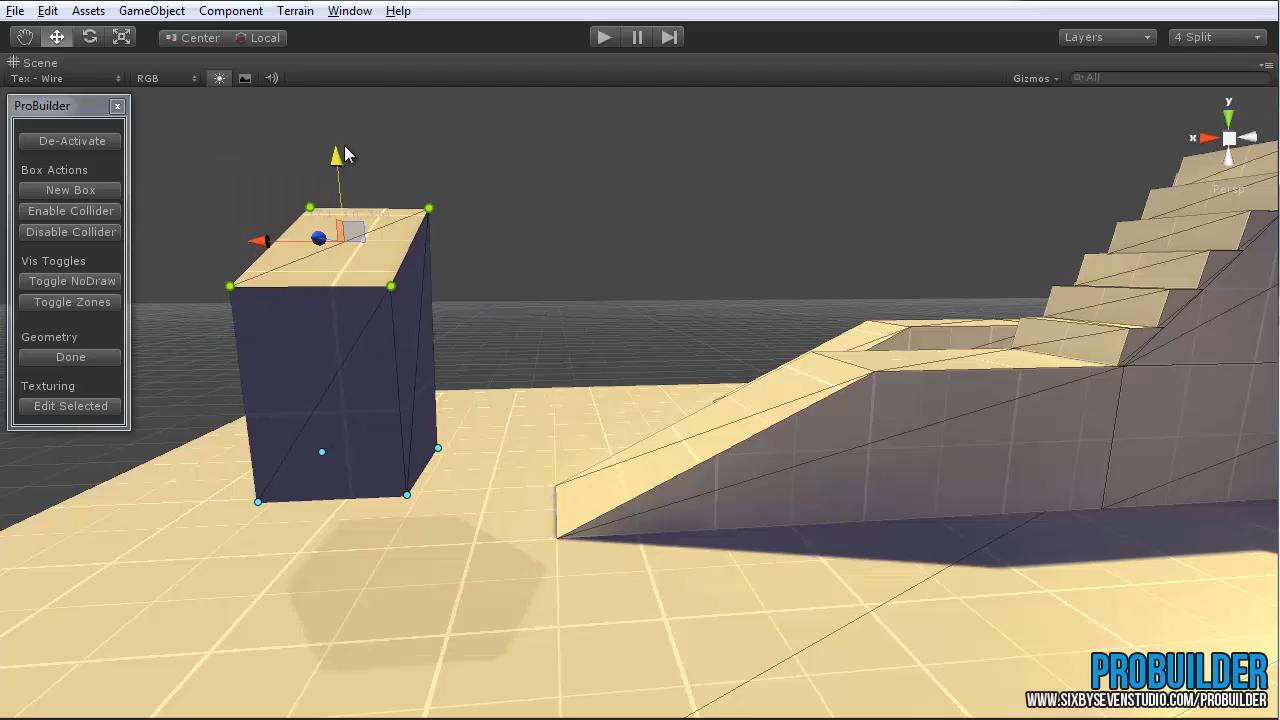 File Edit Assets GameObject Component Terrain Window Help
Center Local Layers 4 Split
Scene
Tex - Wire RGB Gizmos All
ProBuilder x
De-Activate
Box Actions
New Box
Enable Collider
Disable Collider
Vis Toggles
Toggle NoDraw
Toggle Zones
Geometry
Done
Texturing
Edit Selected
y
x
Persp
PROBUILDER
WWW.SIXBYSEVENSTUDIO.COM/PROBUILDER